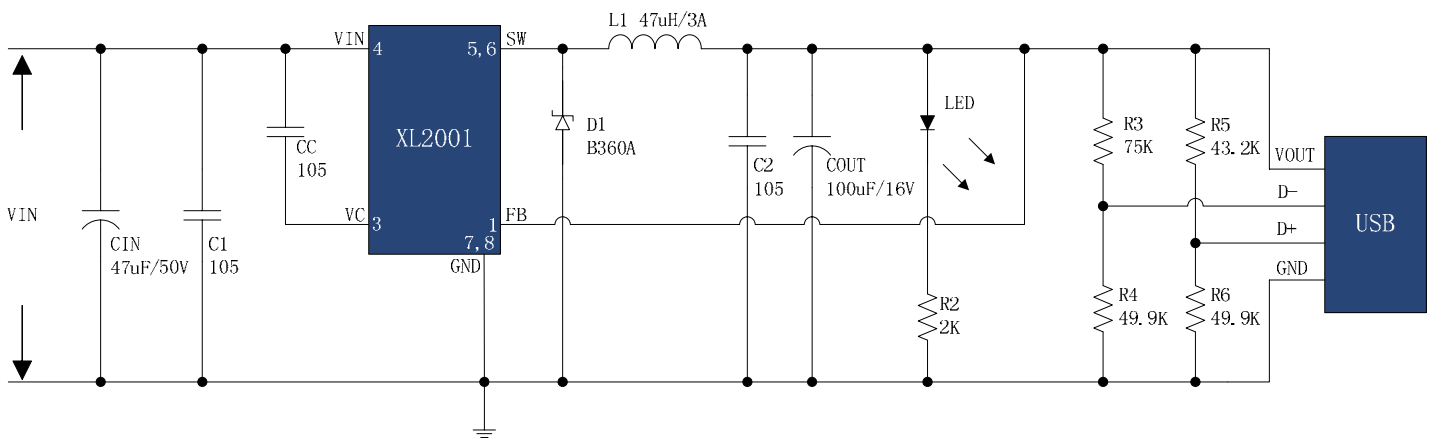 L1 47uH/3A
VIN
4
5,6
SW
LED
D1
B360A
XL2001
CC
105
C2
105
COUT
100uF/16V
R3
75K
R5
43.2K
VOUT
D-
D+
GND
USB
VIN
VC
3
1
FB
7,8
GND
CIN
47uF/50V
C1
105
R2
2K
R4
49.9K
R6
49.9K